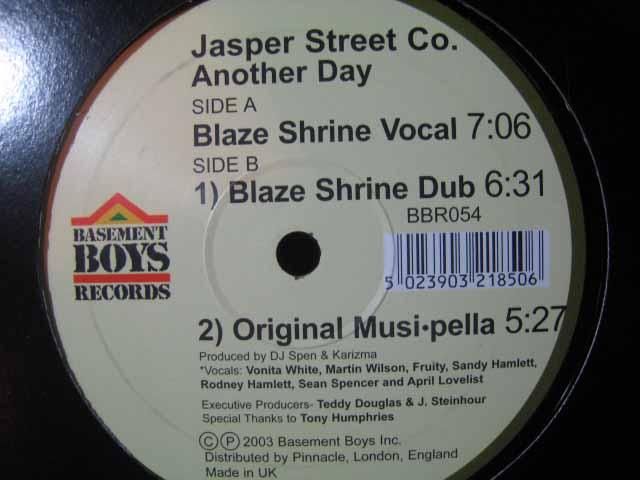 Jasper Street Co.
Another Day
SIDE A
Blaze Shrine Vocal 7:06
SIDE B
1) Blaze Shrine Dub 6:31
BBR054
BASEMENT
BOYS
RECORDS
5 023903 218506
2) Original Musi•pella 5:27
Produced by DJ Spen & Karizma
*Vocals: Vonita White, Martin Wilson, Fruity, Sandy Hamlett,
Rodney Hamlett, Sean Spencer and April Lovelist
Executive Producers- Teddy Douglas & J. Steinhour
Special Thanks to Tony Humphries
©℗ 2003 Basement Boys Inc.
Distributed by Pinnacle, London, England
Made in UK